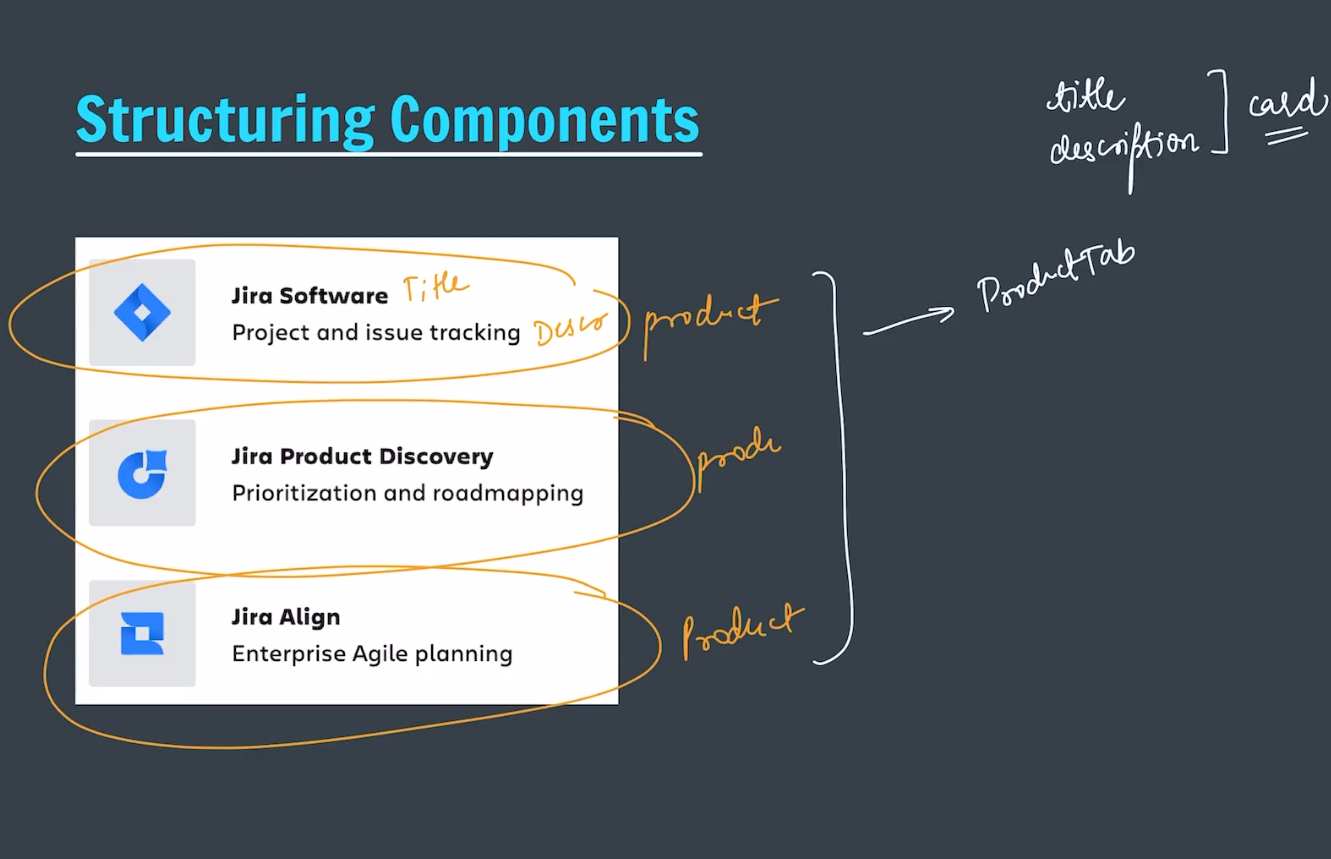 Structuring Components
title
description
card
Jira Software Title
Project and issue tracking Descr
product
ProductTab
Jira Product Discovery
Prioritization and roadmapping
produ
Jira Align
Enterprise Agile planning
Product